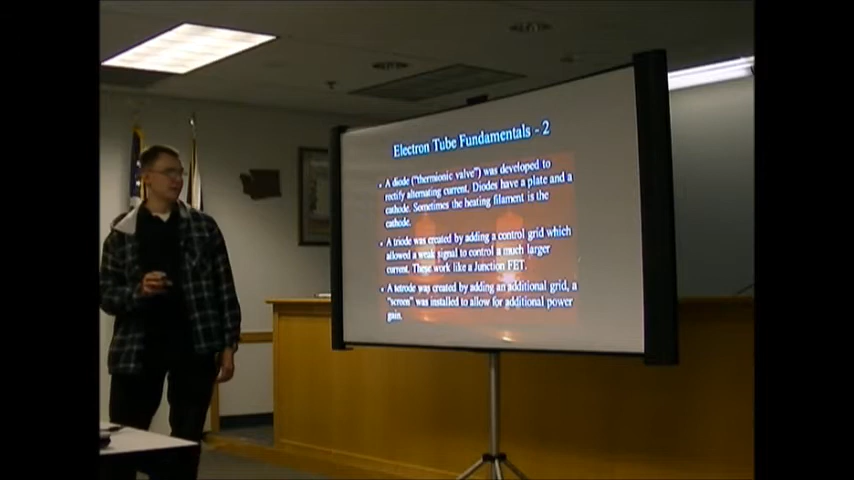 Electron Tube Fundamentals - 2
• A diode ("thermionic valve") was developed to
rectify alternating current. Diodes have a plate and a
cathode. Sometimes the heating filament is the
cathode.
• A triode was created by adding a control grid which
allowed a weak signal to control a much larger
current. These work like a Junction FET.
• A tetrode was created by adding an additional grid, a
"screen" was installed to allow for additional power
gain.